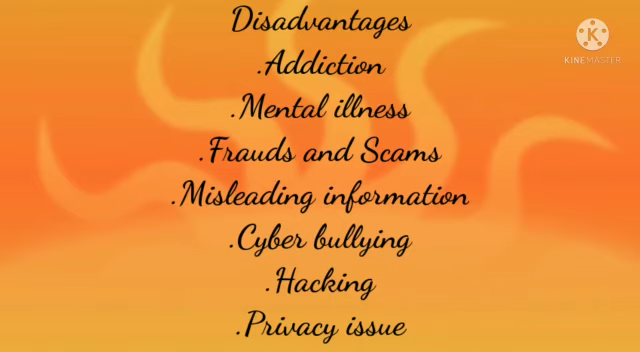 Disadvantages
.Addiction
.Mental illness
.Frauds and Scams
.Misleading information
.Cyber bullying
.Hacking
.Privacy issue
K
KINEMASTER